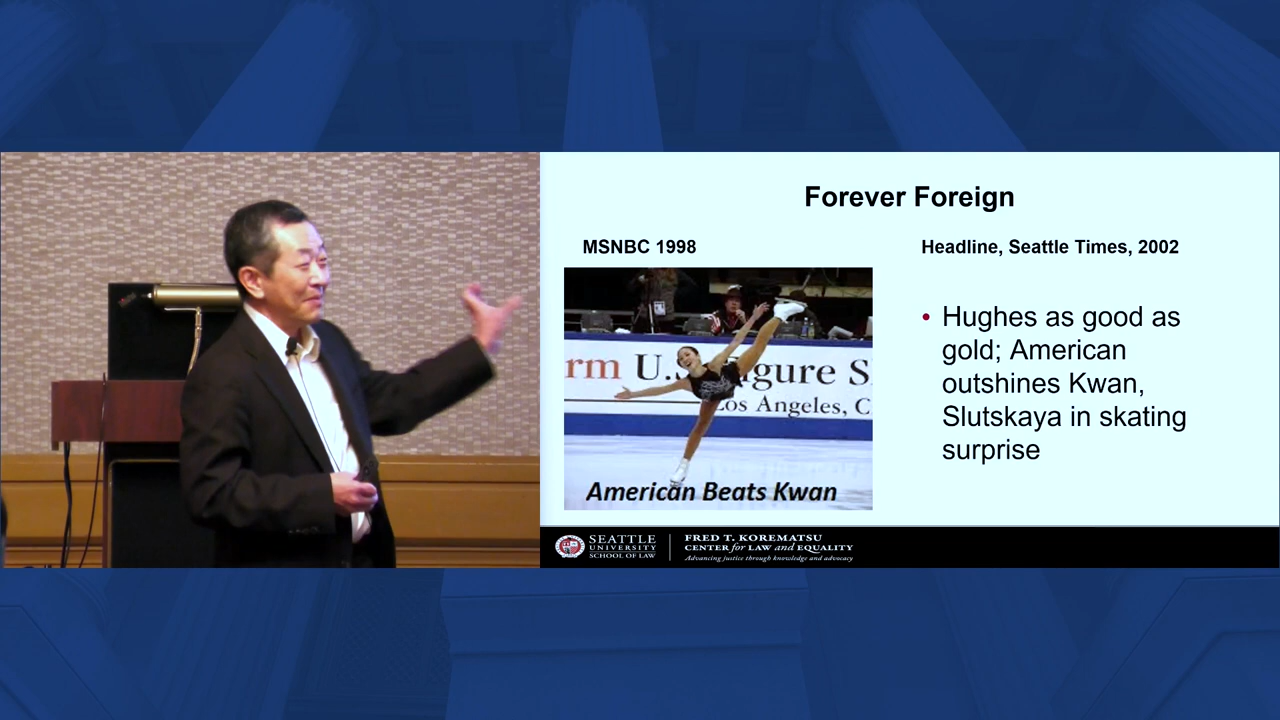 Forever Foreign
MSNBC 1998
Headline, Seattle Times, 2002
rm U.S. Figure S
Los Angeles, C
American Beats Kwan
• Hughes as good as
gold; American
outshines Kwan,
Slutskaya in skating
surprise
SEATTLE
UNIVERSITY
SCHOOL OF LAW
FRED T. KOREMATSU
CENTER for LAW and EQUALITY
Advancing justice through knowledge and advocacy